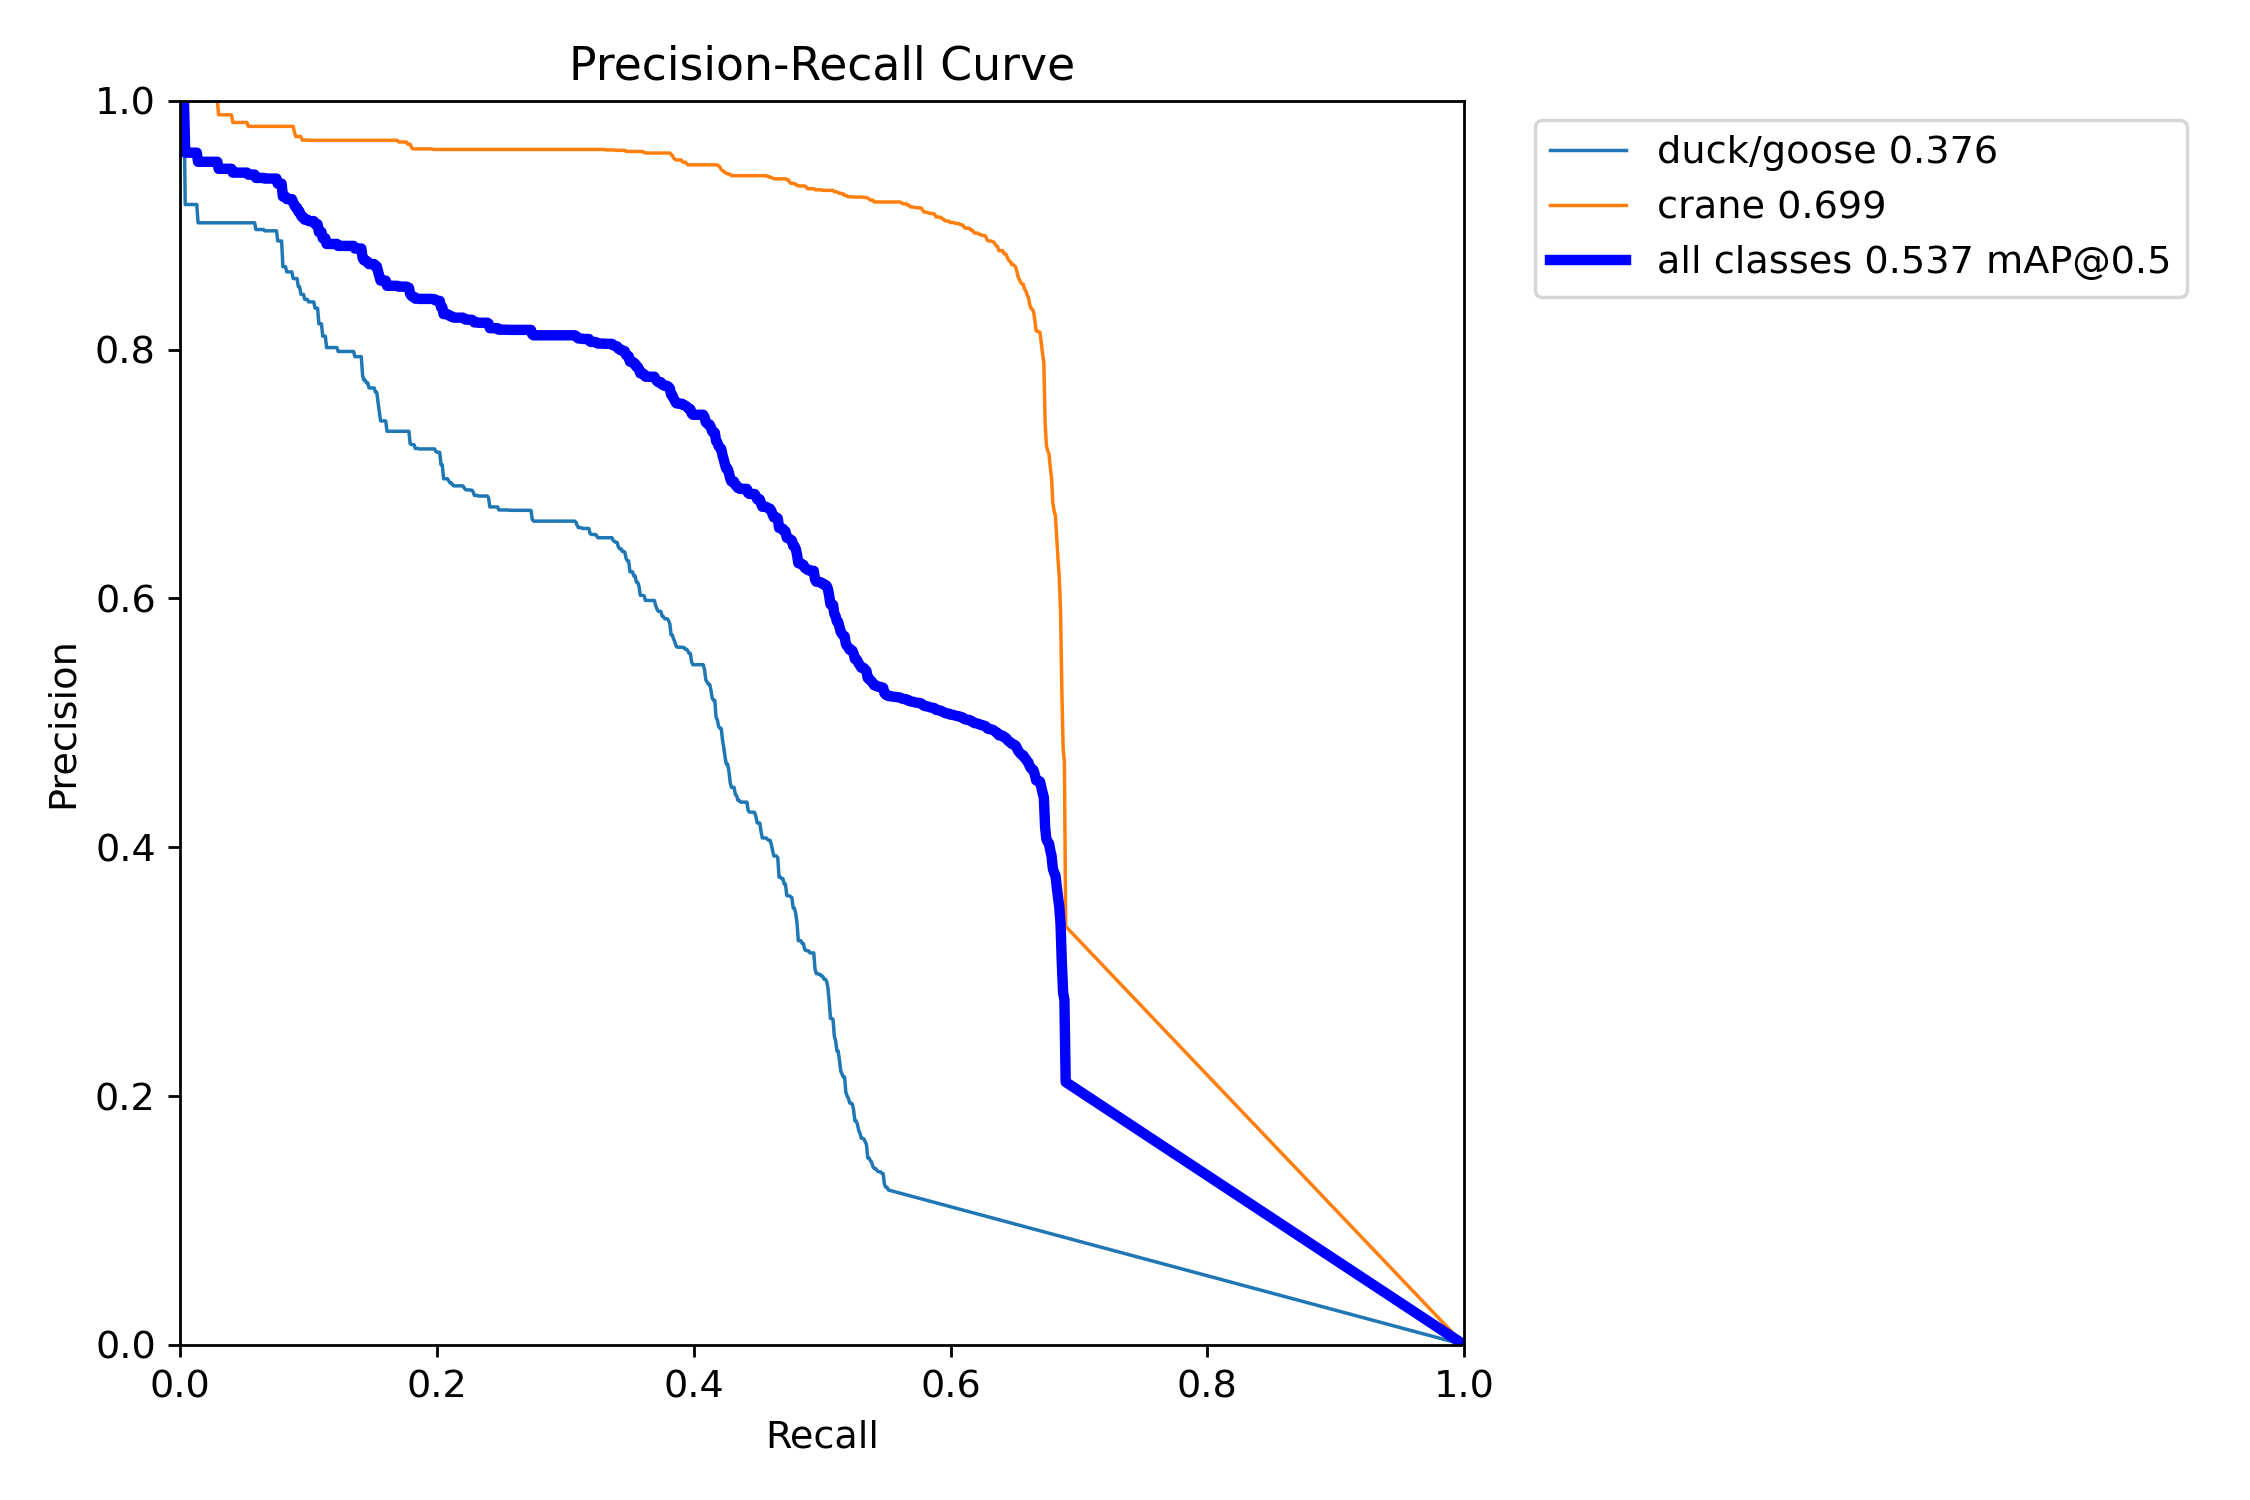 Precision-Recall Curve
duck/goose 0.376
crane 0.699
all classes 0.537 mAP@0.5
Precision
1.0
0.8
0.6
0.4
0.2
0.0
0.0 0.2 0.4 0.6 0.8 1.0
Recall